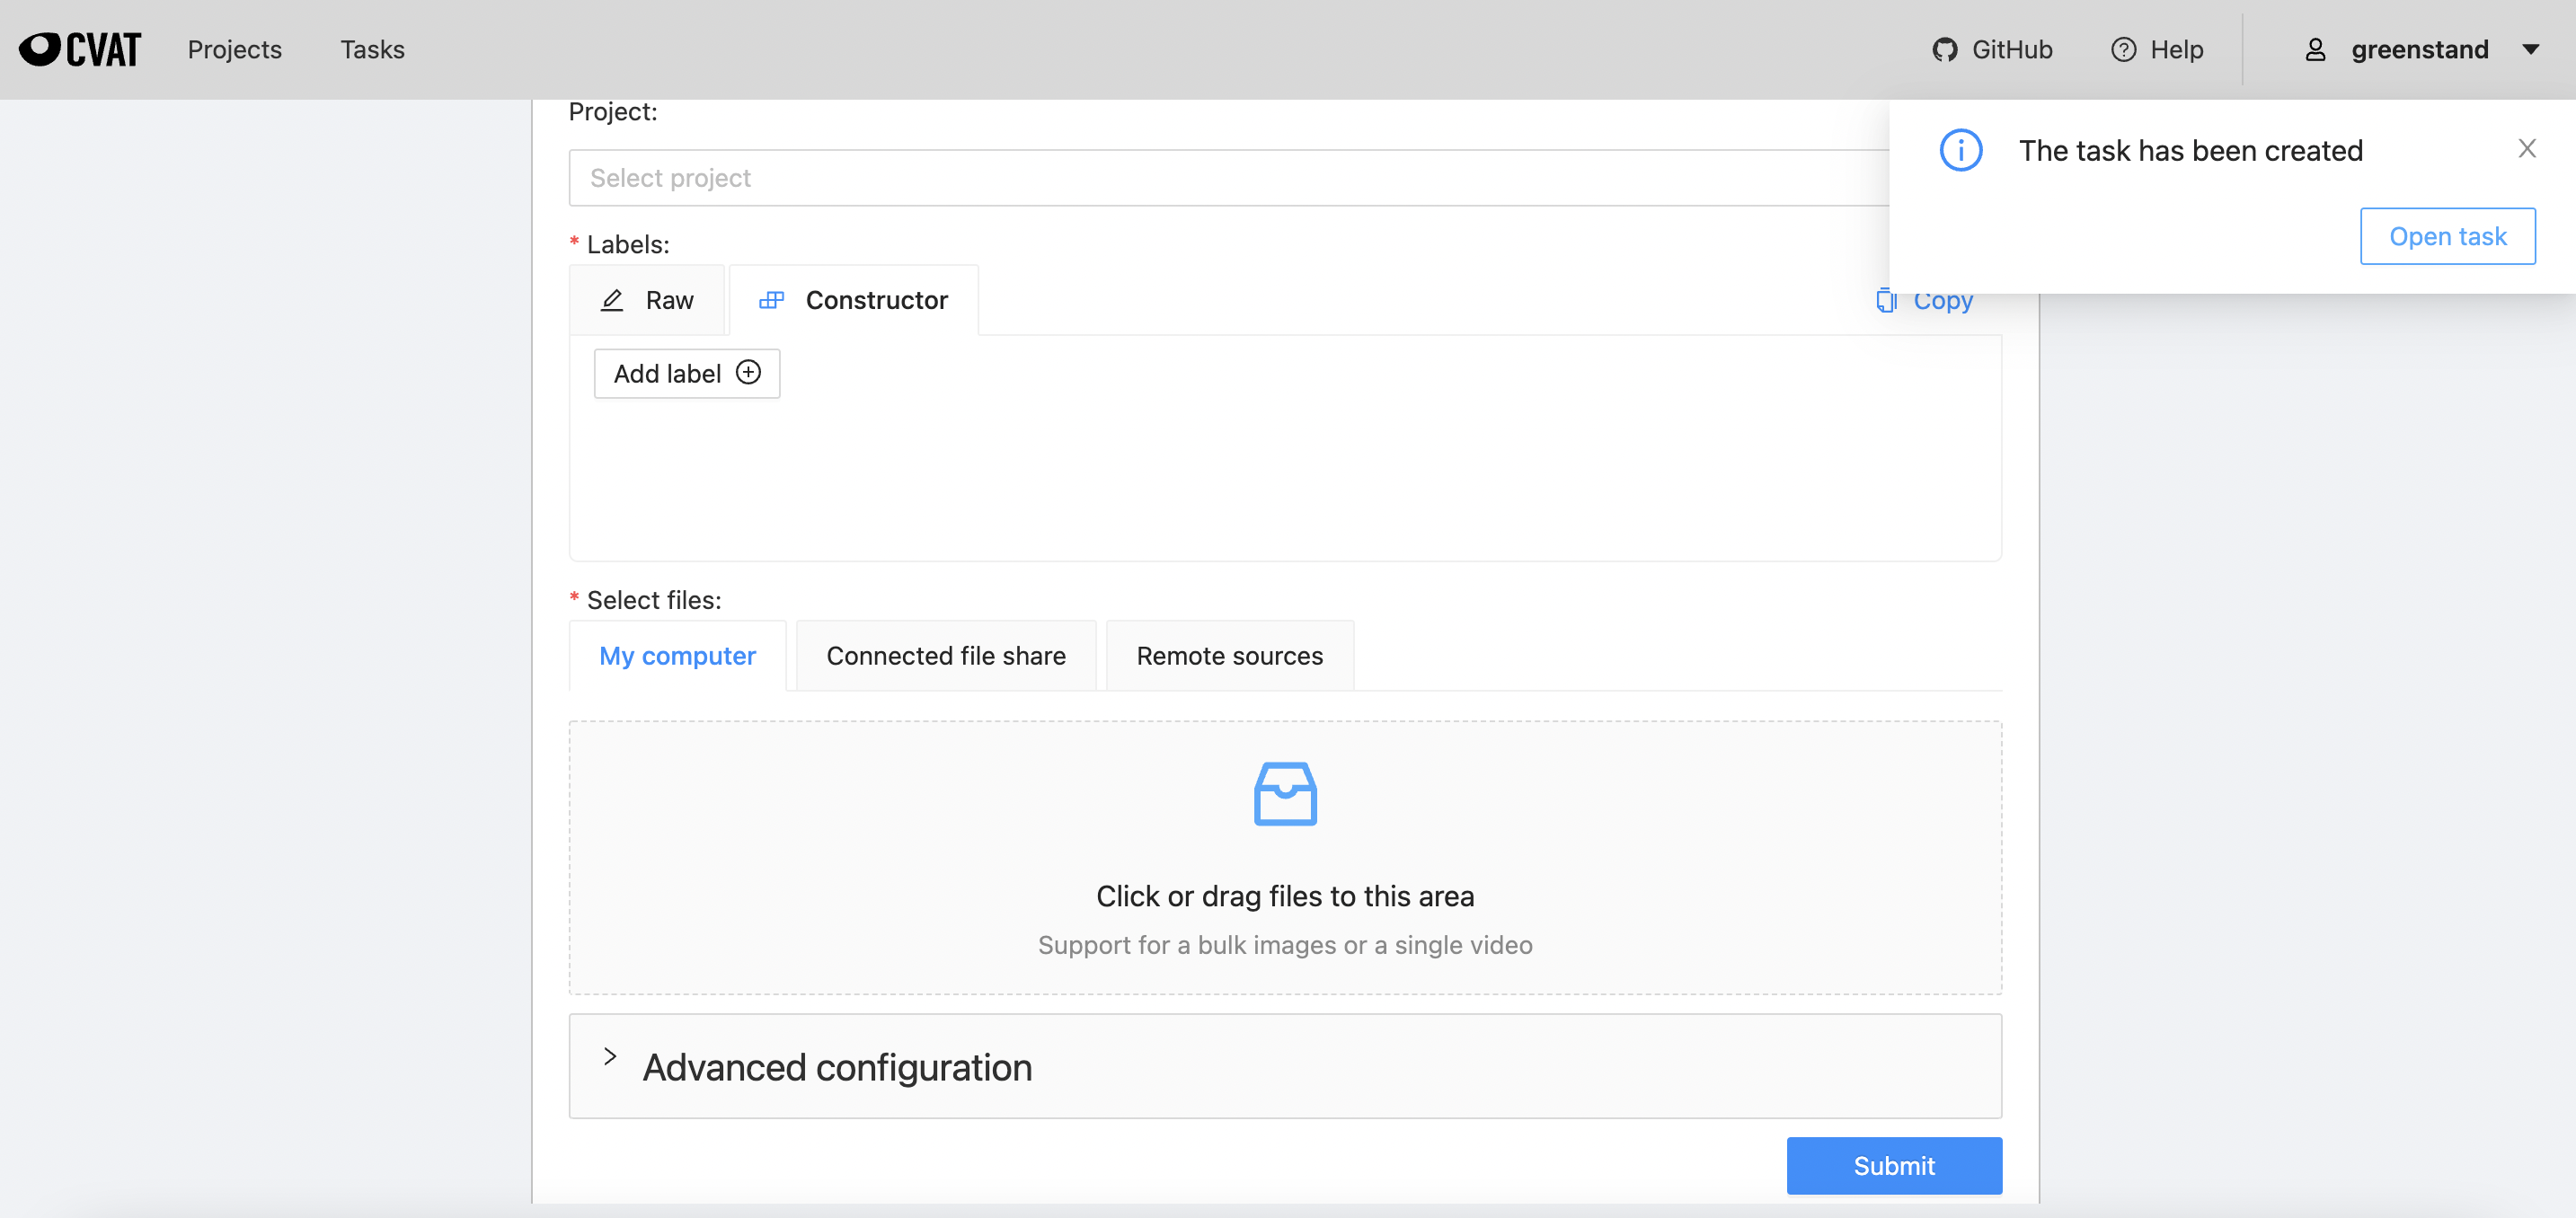 CVAT Projects Tasks GitHub Help greenstand
Project:
Select project
The task has been created
Open task
* Labels:
Raw Constructor Copy
Add label
* Select files:
My computer Connected file share Remote sources
Click or drag files to this area
Support for a bulk images or a single video
Advanced configuration
Submit